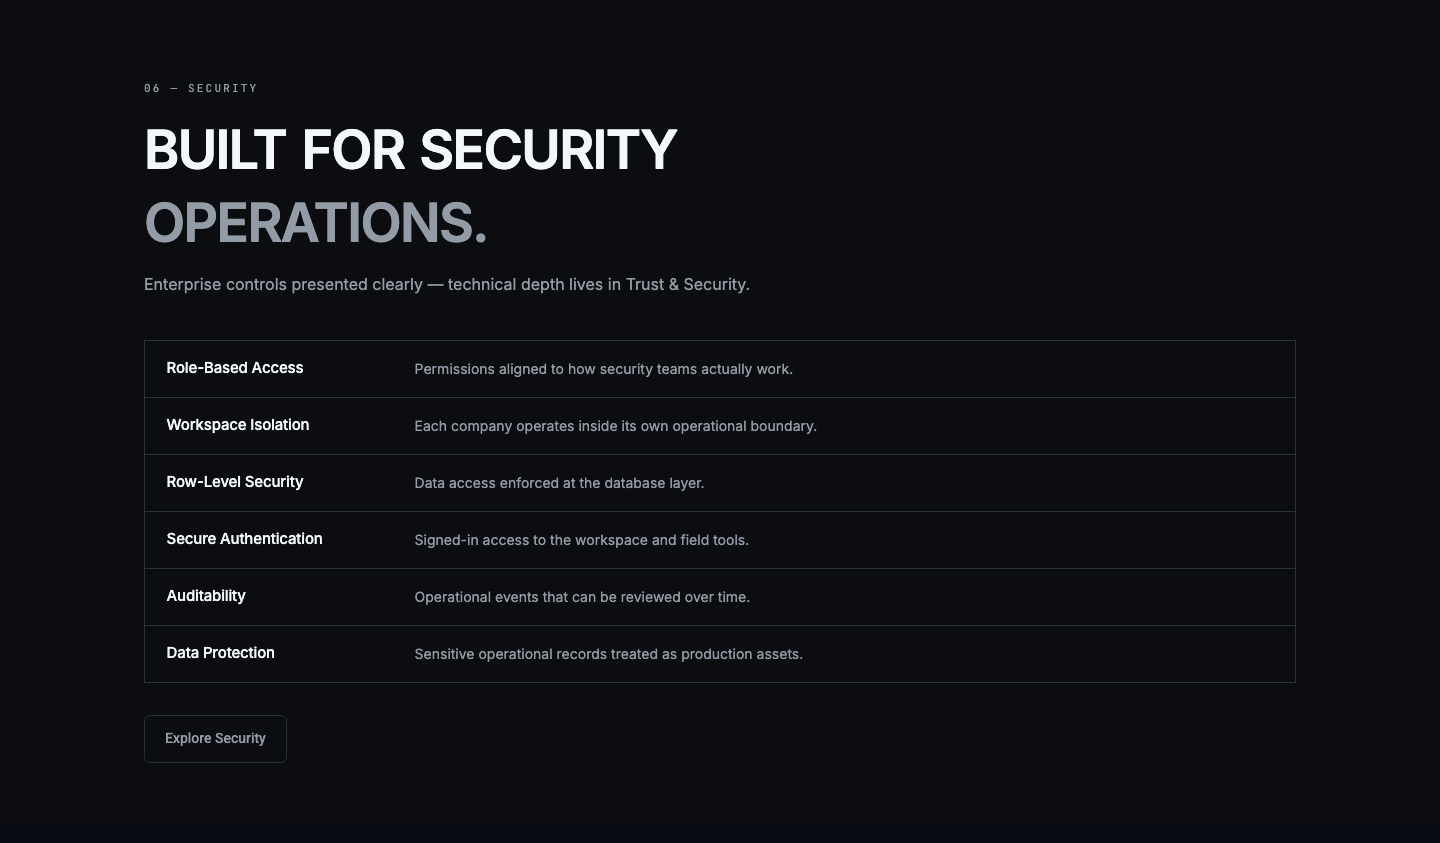 06 — SECURITY
BUILT FOR SECURITY
OPERATIONS.
Enterprise controls presented clearly — technical depth lives in Trust & Security.
Role-Based Access
Permissions aligned to how security teams actually work.
Workspace Isolation
Each company operates inside its own operational boundary.
Row-Level Security
Data access enforced at the database layer.
Secure Authentication
Signed-in access to the workspace and field tools.
Auditability
Operational events that can be reviewed over time.
Data Protection
Sensitive operational records treated as production assets.
Explore Security